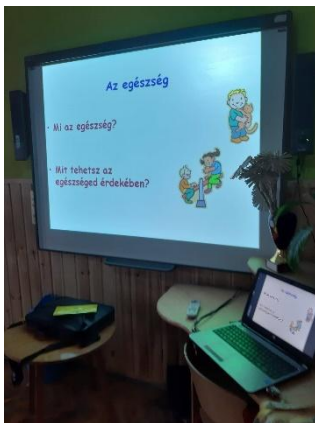 Az egészség
• Mi az egészség?
• Mit tehetsz az
egészséged érdekében?